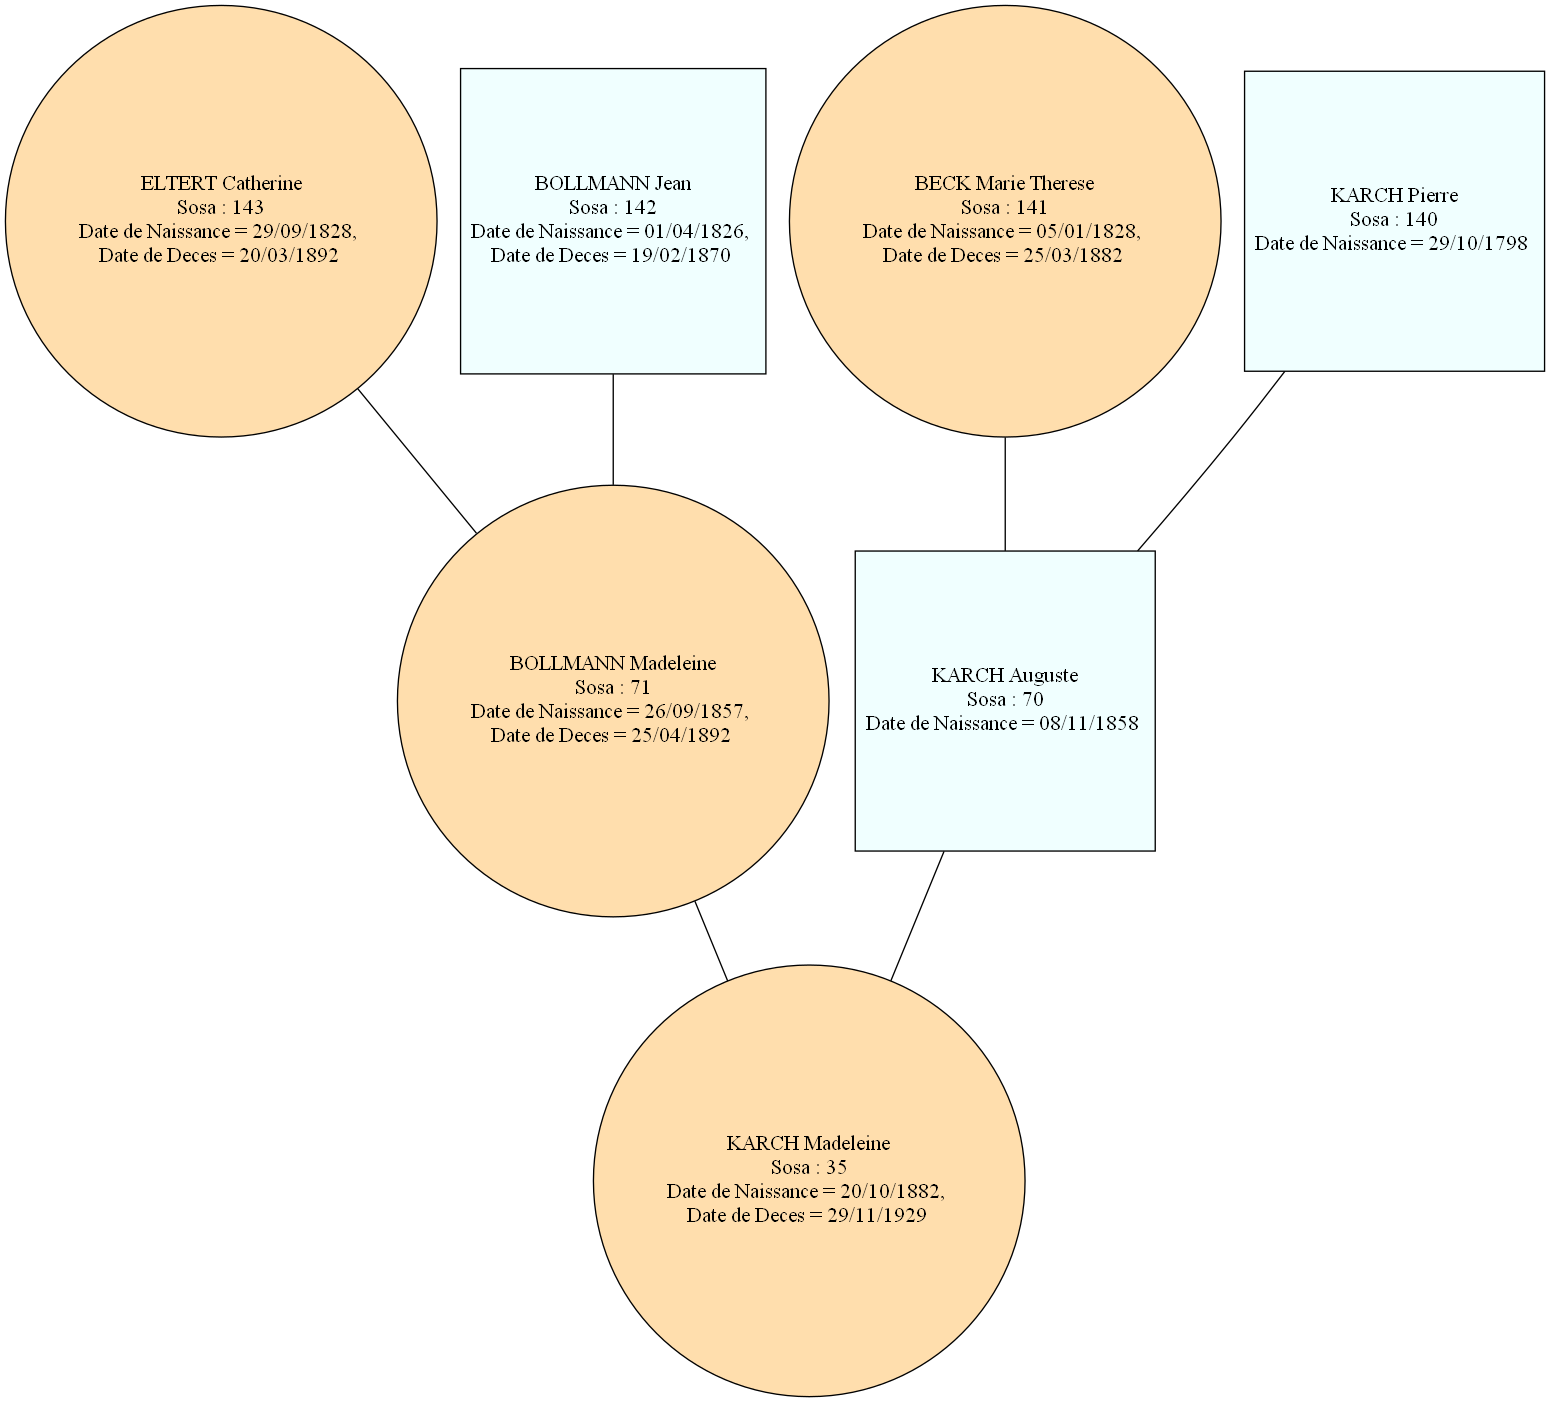 ELTERT Catherine
Sosa : 143
Date de Naissance = 29/09/1828,
Date de Deces = 20/03/1892
BOLLMANN Jean
Sosa : 142
Date de Naissance = 01/04/1826,
Date de Deces = 19/02/1870
BECK Marie Therese
Sosa : 141
Date de Naissance = 05/01/1828,
Date de Deces = 25/03/1882
KARCH Pierre
Sosa : 140
Date de Naissance = 29/10/1798
BOLLMANN Madeleine
Sosa : 71
Date de Naissance = 26/09/1857,
Date de Deces = 25/04/1892
KARCH Auguste
Sosa : 70
Date de Naissance = 08/11/1858
KARCH Madeleine
Sosa : 35
Date de Naissance = 20/10/1882,
Date de Deces = 29/11/1929